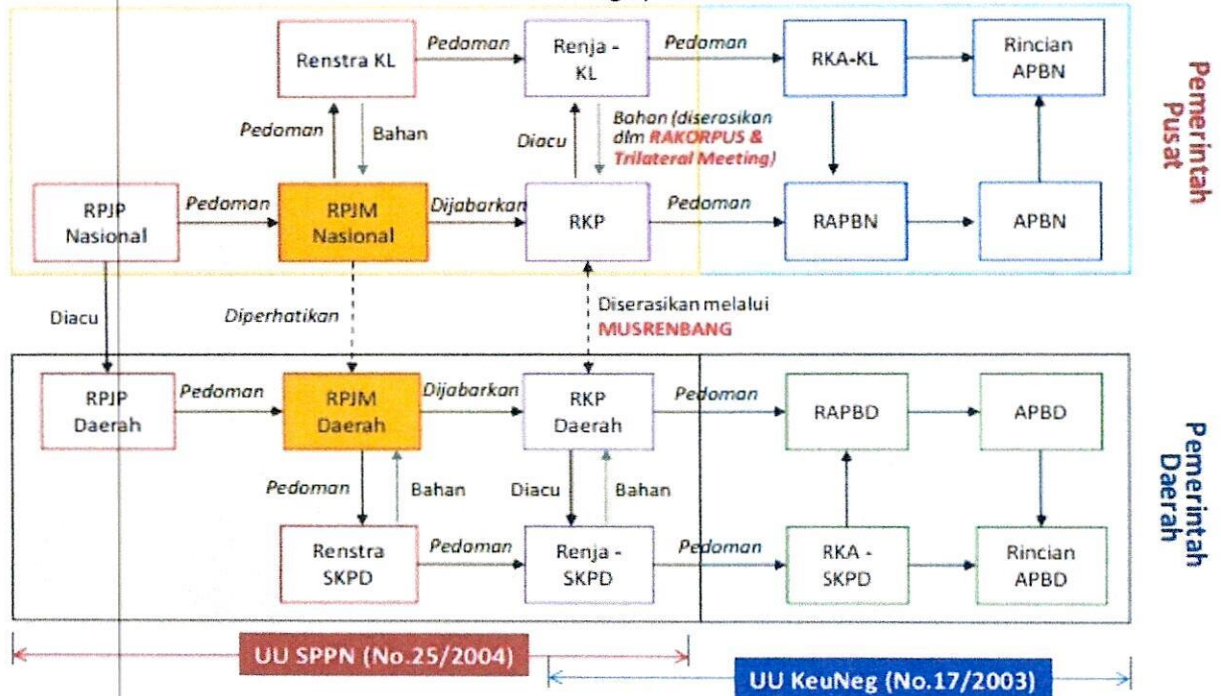 Pedoman
Pedoman
Renstra KL
Renja -
KL
RKA-KL
Rincian
APBN
Pedoman
Bahan
Diacu
Bahan (diserasikan
dlm RAKORPUS &
Trilateral Meeting)
RPJP
Nasional
Pedoman
RPJM
Nasional
Dijabarkan
RKP
Pedoman
RAPBN
APBN
Pemerintah
Pusat
Diacu
Diperhatikan
Diserasikan melalui
MUSRENBANG
RPJP
Daerah
Pedoman
RPJM
Daerah
Dijabarkan
RKP
Daerah
Pedoman
RAPBD
APBD
Pedoman
Bahan
Diacu
Bahan
Renstra
SKPD
Pedoman
Renja -
SKPD
Pedoman
RKA -
SKPD
Rincian
APBD
Pemerintah
Daerah
UU SPPN (No.25/2004)
UU KeuNeg (No.17/2003)